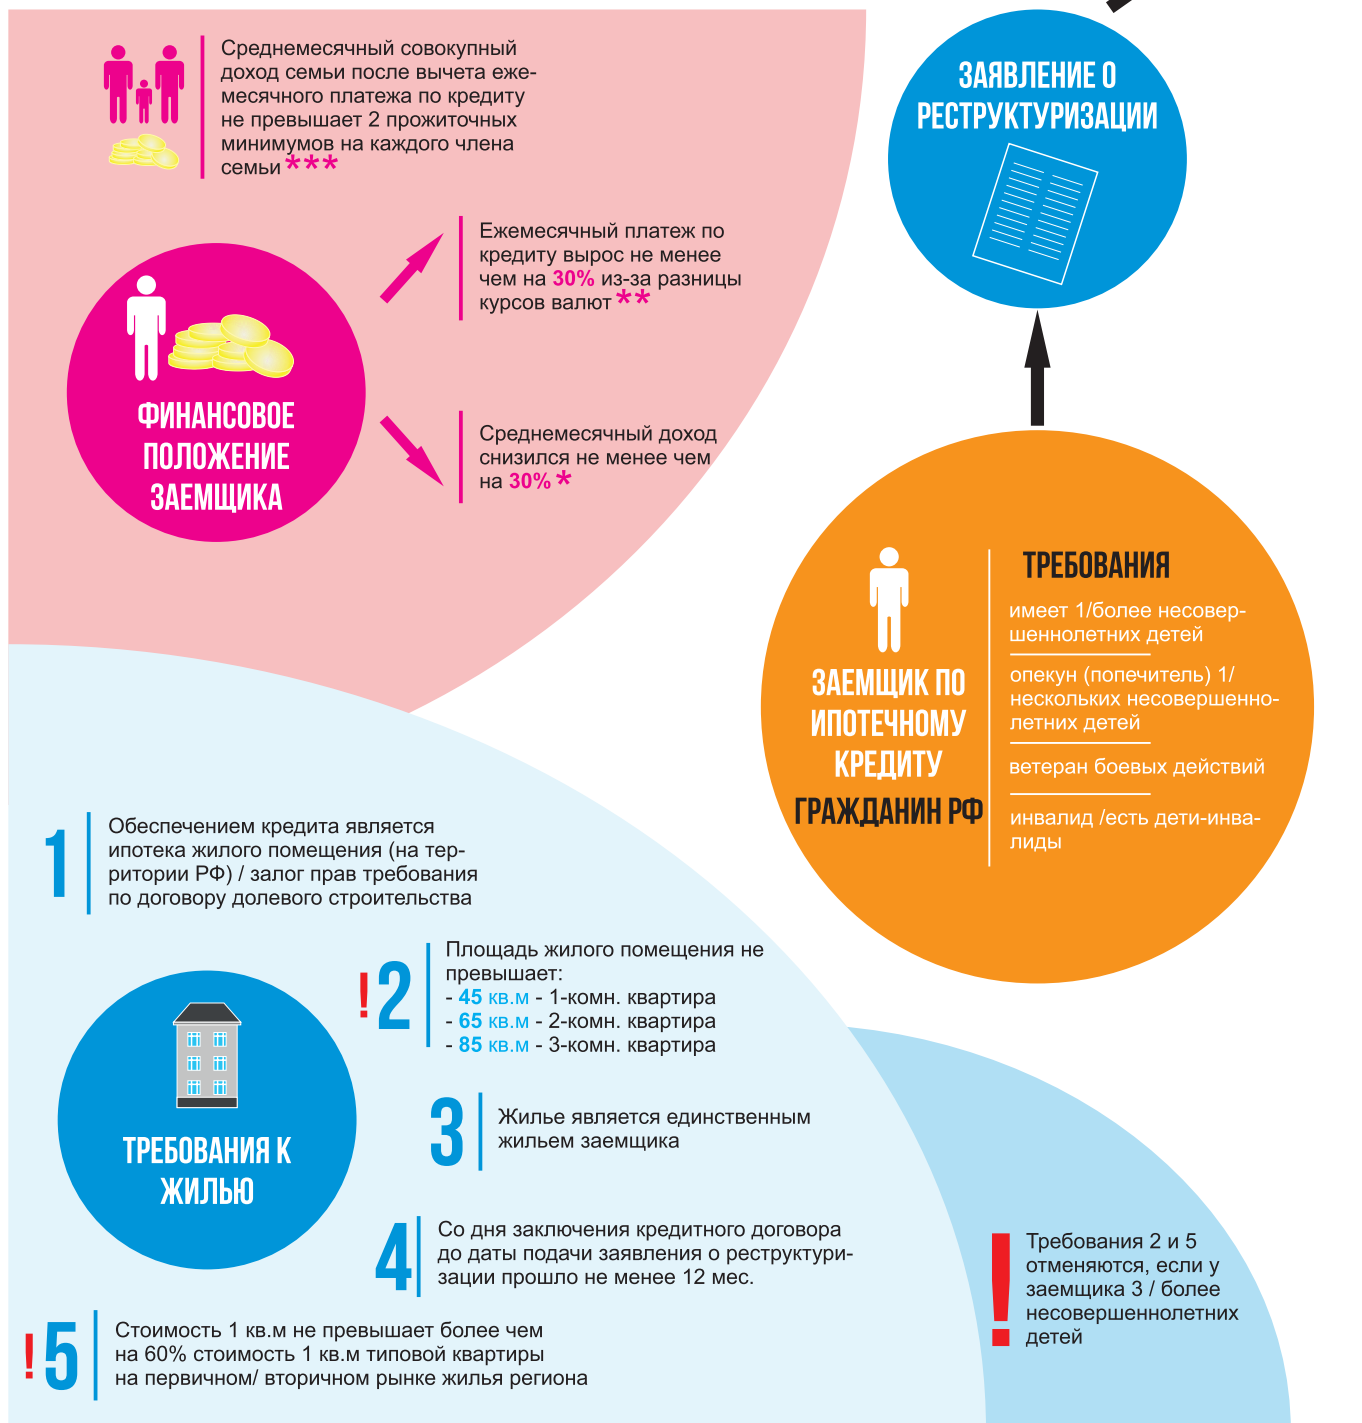 Среднемесячный совокупный
доход семьи после вычета еже-
месячного платежа по кредиту
не превышает 2 прожиточных
минимумов на каждого члена
семьи ***
Ежемесячный платеж по
кредиту вырос не менее
чем на 30% из-за разницы
курсов валют **
ФИНАНСОВОЕ
ПОЛОЖЕНИЕ
ЗАЕМЩИКА
Среднемесячный доход
снизился не менее чем
на 30% *
ЗАЯВЛЕНИЕ О
РЕСТРУКТУРИЗАЦИИ
ЗАЕМЩИК ПО
ИПОТЕЧНОМУ
КРЕДИТУ
ГРАЖДАНИН РФ
ТРЕБОВАНИЯ
имеет 1/более несовер-
шеннолетних детей
опекун (попечитель) 1/
нескольких несовершенно-
летних детей
ветеран боевых действий
инвалид /есть дети-инва-
лиды
1
Обеспечением кредита является
ипотека жилого помещения (на тер-
ритории РФ) / залог прав требования
по договору долевого строительства
ТРЕБОВАНИЯ К
ЖИЛЬЮ
!2
Площадь жилого помещения не
превышает:
- 45 кв.м - 1-комн. квартира
- 65 кв.м - 2-комн. квартира
- 85 кв.м - 3-комн. квартира
3
Жилье является единственным
жильем заемщика
4
Со дня заключения кредитного договора
до даты подачи заявления о реструктури-
зации прошло не менее 12 мес.
!5
Стоимость 1 кв.м не превышает более чем
на 60% стоимость 1 кв.м типовой квартиры
на первичном/ вторичном рынке жилья региона
!
Требования 2 и 5
отменяются, если у
заемщика 3 / более
несовершеннолетних
детей